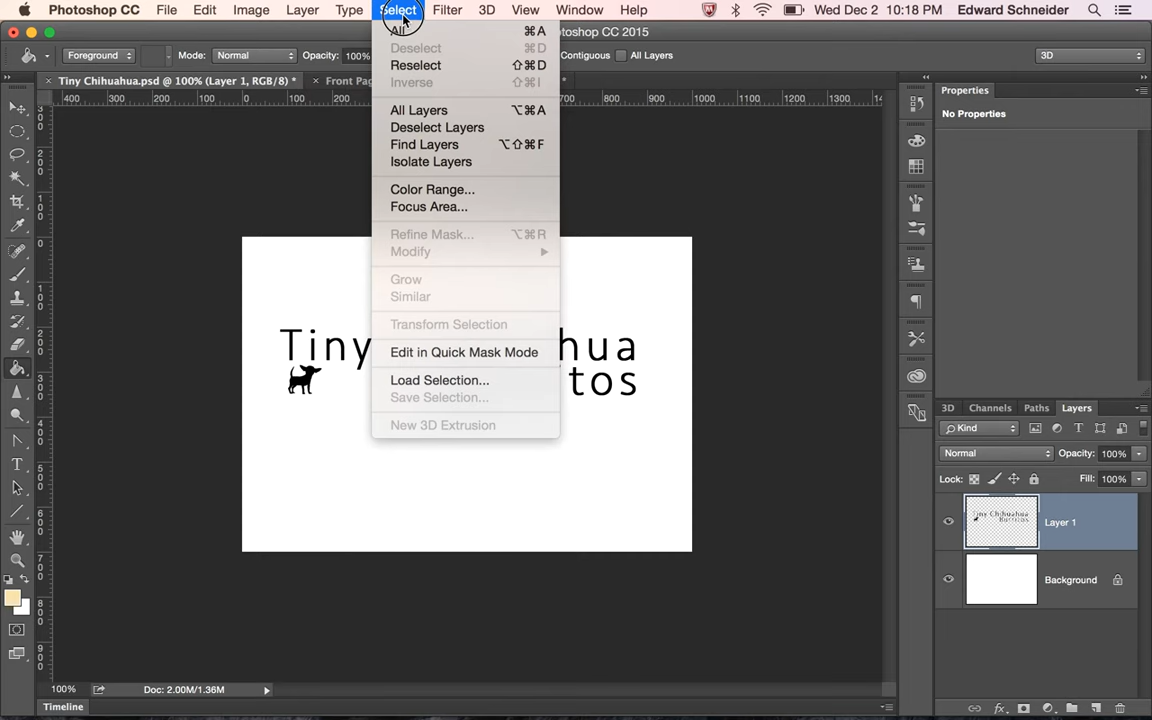 Photoshop CC File Edit Image Layer Type Select Filter 3D View Window Help Wed Dec 2 10:18 PM Edward Schneider
hotoshop CC 2015
Foreground Mode: Normal Opacity: 100% Contiguous All Layers 3D
Tiny Chihuahua.psd @ 100% (Layer 1, RGB/8) * Front Pa
400 300 200 100 0 100 200 700 800 900 1000 1100 1200 1300
All ⌘A
Deselect ⌘D
Reselect ⇧⌘D
Inverse ⇧⌘I
All Layers ⌥⌘A
Deselect Layers
Find Layers ⌥⇧⌘F
Isolate Layers
Color Range...
Focus Area...
Refine Mask... ⌥⌘R
Modify
Grow
Similar
Transform Selection
Edit in Quick Mask Mode
Load Selection...
Save Selection...
New 3D Extrusion
Tiny hua
tos
Properties
No Properties
3D Channels Paths Layers
Kind
Normal Opacity: 100%
Lock: Fill: 100%
Tiny Chihuahua
Burritos
Layer 1
Background
100% Doc: 2.00M/1.36M
Timeline